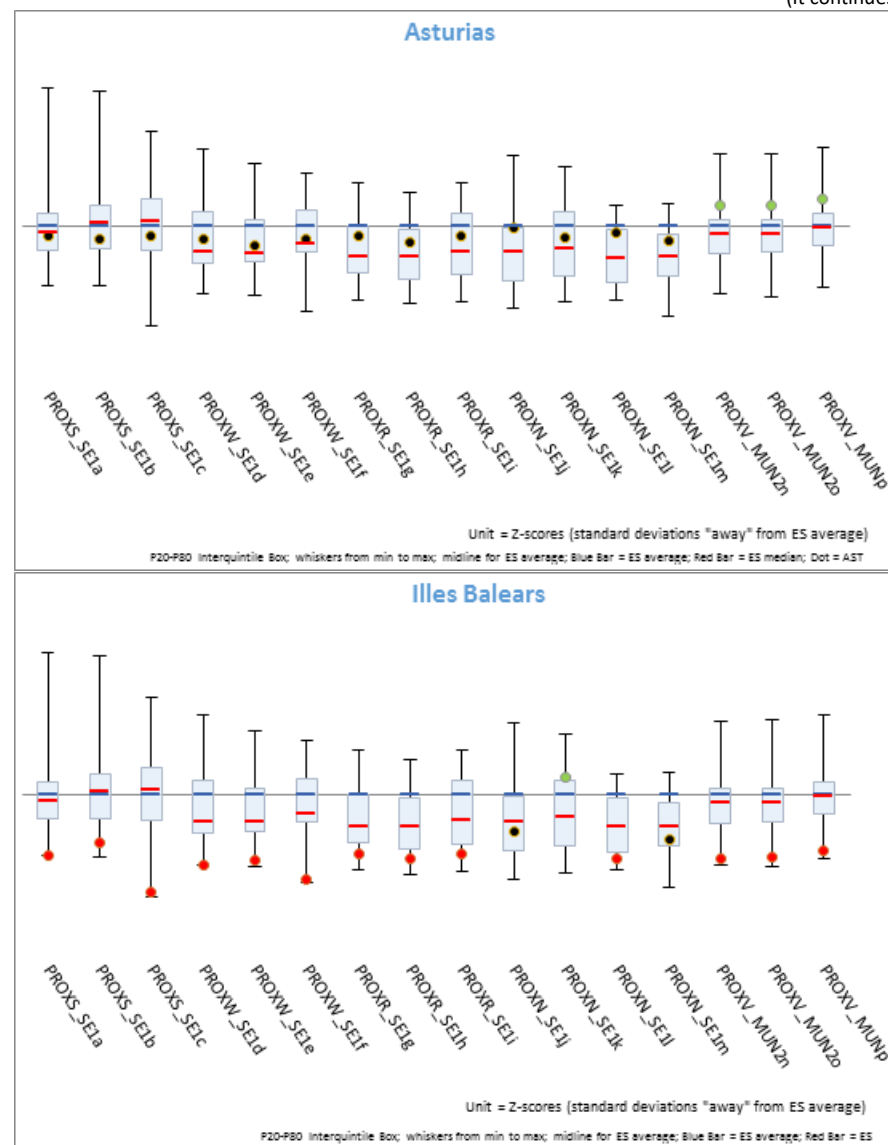 Asturias
PROXS_SE1a
PROXS_SE1b
PROXS_SE1c
PROXW_SE1d
PROXW_SE1e
PROXW_SE1f
PROXR_SE1g
PROXR_SE1h
PROXR_SE1i
PROXN_SE1j
PROXN_SE1k
PROXN_SE1l
PROXN_SE1m
PROXV_MUN2n
PROXV_MUN2o
PROXV_MUNp
Unit = Z-scores (standard deviations "away" from ES average)
P20-P80 Interquintile Box; whiskers from min to max; midline for ES average; Blue Bar = ES average; Red Bar = ES median; Dot = AST
Illes Balears
PROXS_SE1a
PROXS_SE1b
PROXS_SE1c
PROXW_SE1d
PROXW_SE1e
PROXW_SE1f
PROXR_SE1g
PROXR_SE1h
PROXR_SE1i
PROXN_SE1j
PROXN_SE1k
PROXN_SE1l
PROXN_SE1m
PROXV_MUN2n
PROXV_MUN2o
PROXV_MUNp
Unit = Z-scores (standard deviations "away" from ES average)
P20-P80 Interquintile Box; whiskers from min to max; midline for ES average; Blue Bar = ES average; Red Bar = ES